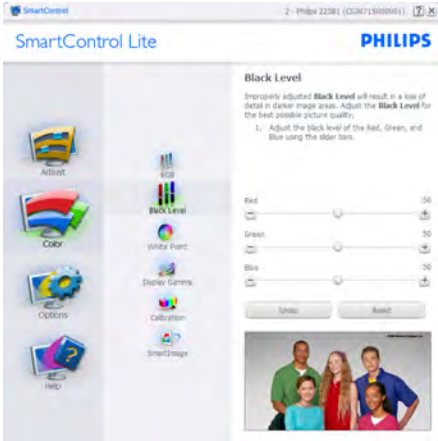 SmartControl
2 - Philips 225B1
SmartControl Lite
PHILIPS
Black Level
Improperly adjusted Black Level will result in a loss of
detail in darker image areas. Adjust the Black Level for
the best possible picture quality.
1. Adjust the black level of the Red, Green, and
Blue using the slider bars.
Adjust
Color
Options
Help
RGB
Black Level
White Point
Display Gamma
Calibration
SmartImage
Red 50
Green 50
Blue 50
Undo Reset